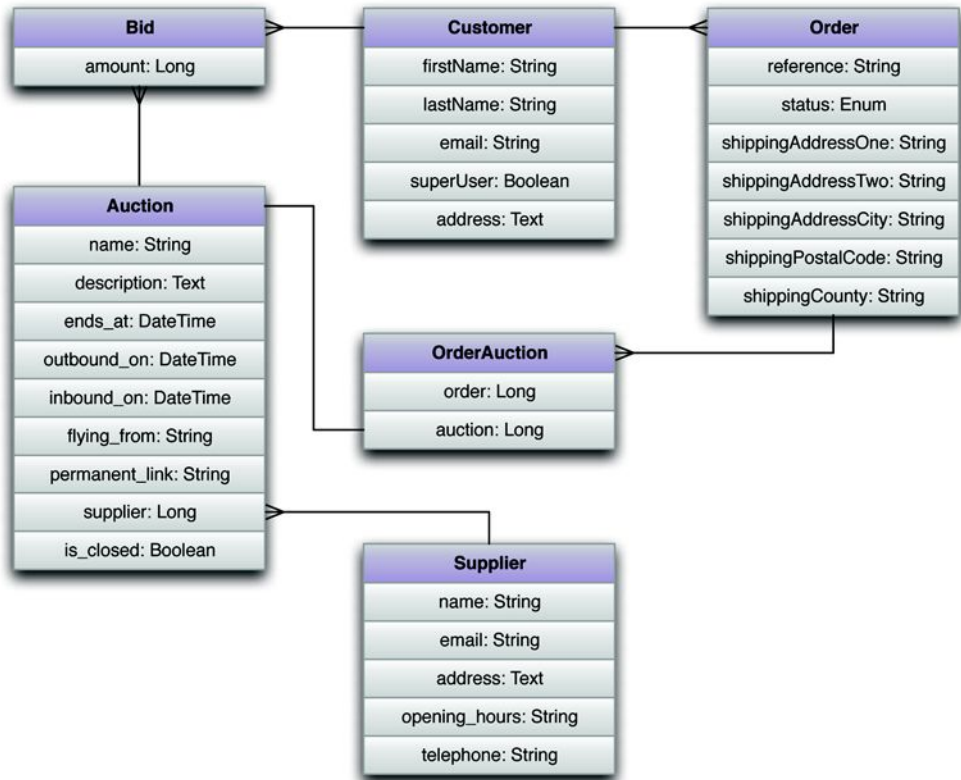 Bid
amount: Long
Customer
firstName: String
lastName: String
email: String
superUser: Boolean
address: Text
Order
reference: String
status: Enum
shippingAddressOne: String
shippingAddressTwo: String
shippingAddressCity: String
shippingPostalCode: String
shippingCounty: String
Auction
name: String
description: Text
ends_at: DateTime
outbound_on: DateTime
inbound_on: DateTime
flying_from: String
permanent_link: String
supplier: Long
is_closed: Boolean
OrderAuction
order: Long
auction: Long
Supplier
name: String
email: String
address: Text
opening_hours: String
telephone: String